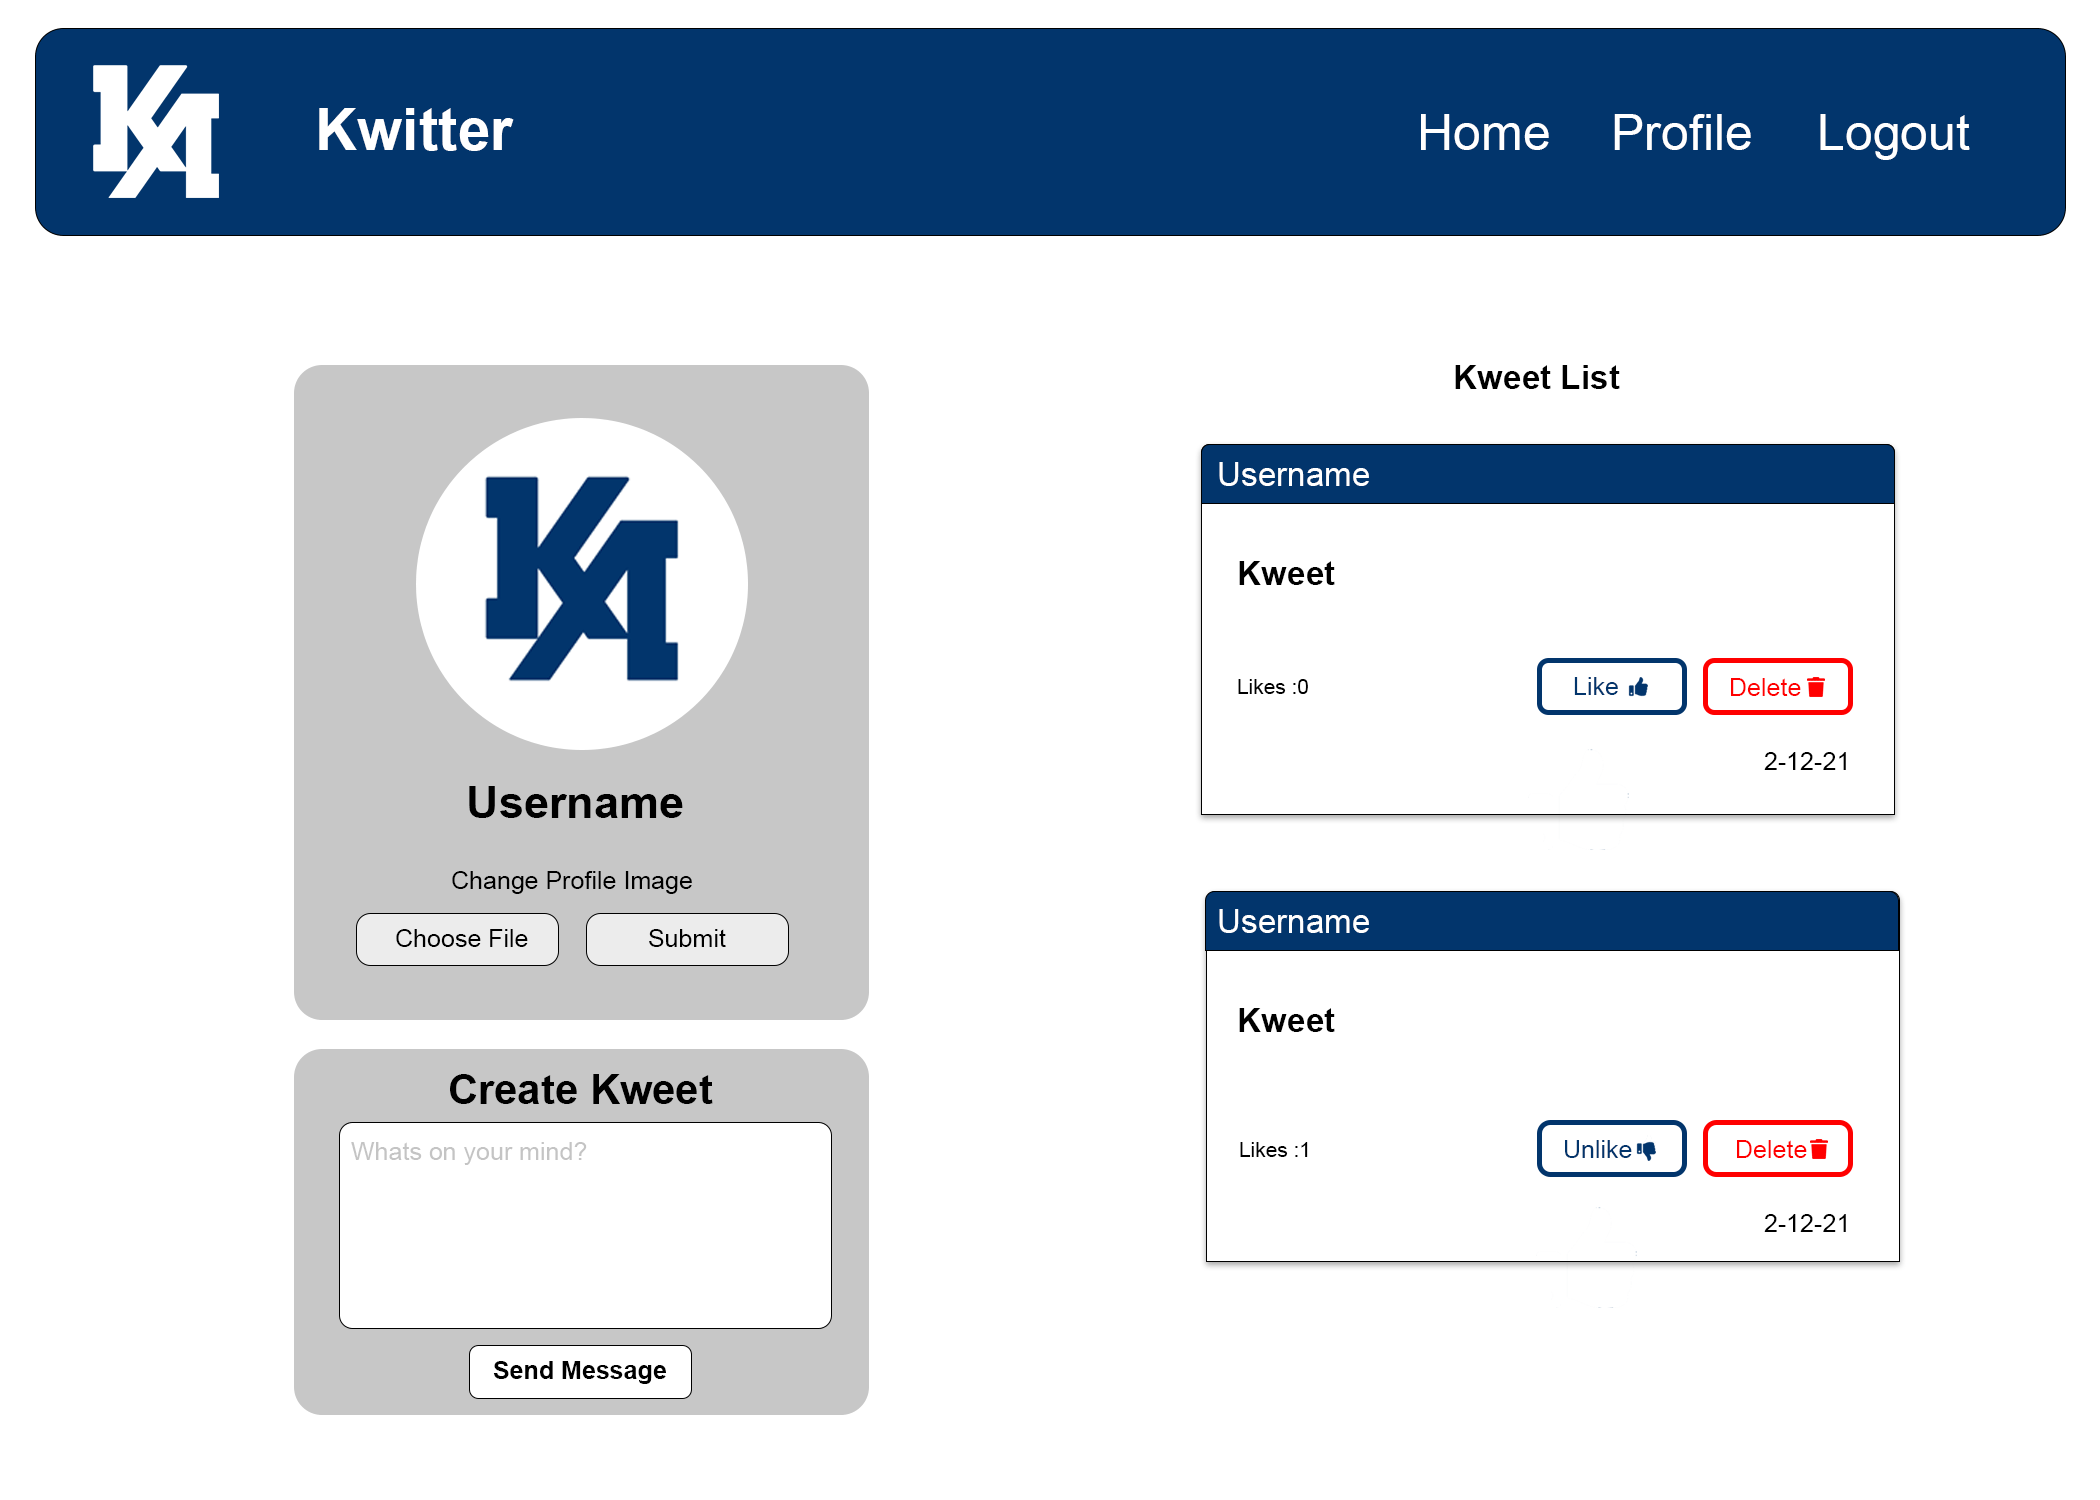 KA
Kwitter
Home Profile Logout
KA
Username
Change Profile Image
Choose File Submit
Create Kweet
Whats on your mind?
Send Message
Kweet List
Username
Kweet
Likes :0 Like Delete
2-12-21
Username
Kweet
Likes :1 Unlike Delete
2-12-21